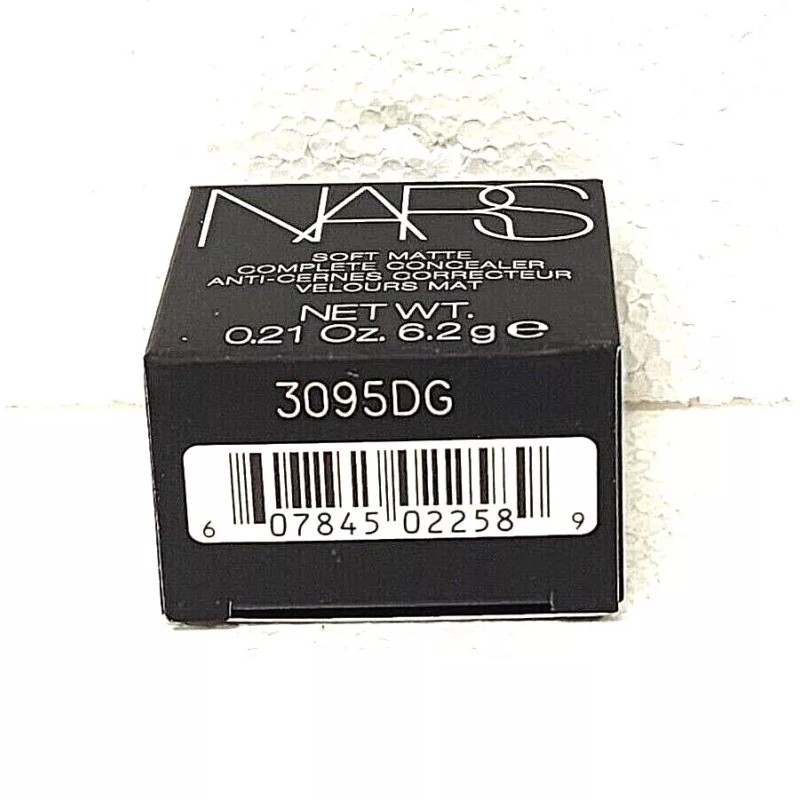 NARS
SOFT MATTE
COMPLETE CONCEALER
ANTI-CERNES CORRECTEUR
VELOURS MAT
NET WT.
0.21 Oz. 6.2 g e
3095DG
6 07845 02258 9